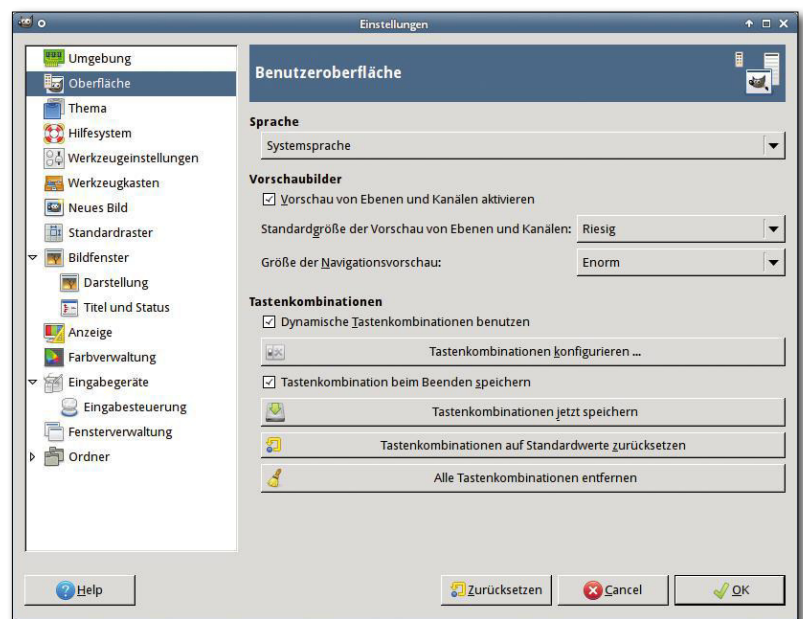 Einstellungen
Umgebung
Oberfläche
Thema
Hilfesystem
Werkzeugeinstellungen
Werkzeugkasten
Neues Bild
Standardraster
Bildfenster
Darstellung
Titel und Status
Anzeige
Farbverwaltung
Eingabegeräte
Eingabesteuerung
Fensterverwaltung
Ordner
Benutzeroberfläche
Sprache
Systemsprache
Vorschaubilder
Vorschau von Ebenen und Kanälen aktivieren
Standardgröße der Vorschau von Ebenen und Kanälen: Riesig
Größe der Navigationsvorschau: Enorm
Tastenkombinationen
Dynamische Tastenkombinationen benutzen
Tastenkombinationen konfigurieren ...
Tastenkombination beim Beenden speichern
Tastenkombinationen jetzt speichern
Tastenkombinationen auf Standardwerte zurücksetzen
Alle Tastenkombinationen entfernen
Help Zurücksetzen Cancel OK